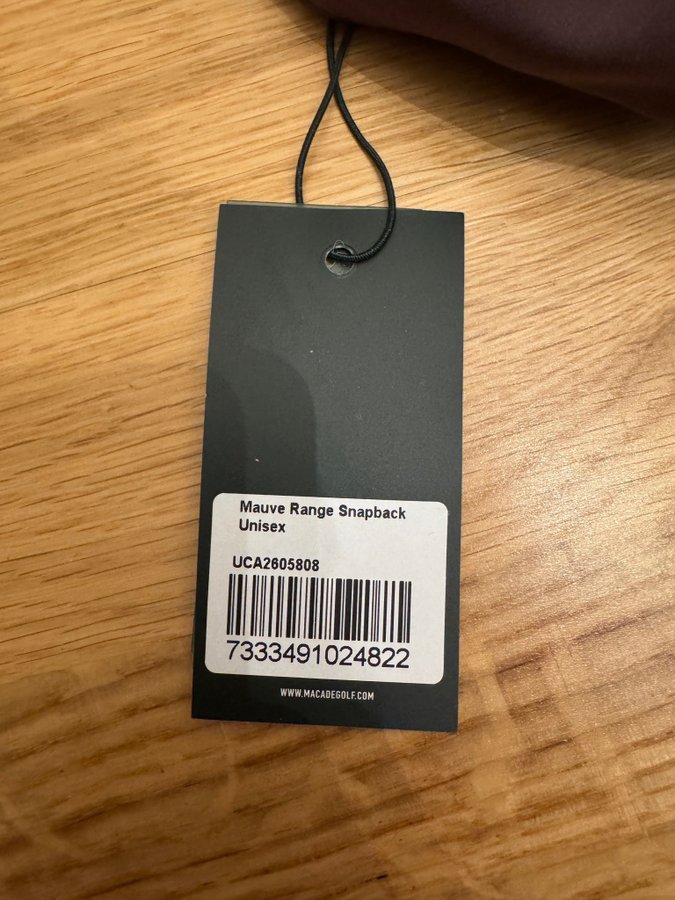 Mauve Range Snapback
Unisex
UCA2605808
7333491024822
WWW.MACADEGOLF.COM